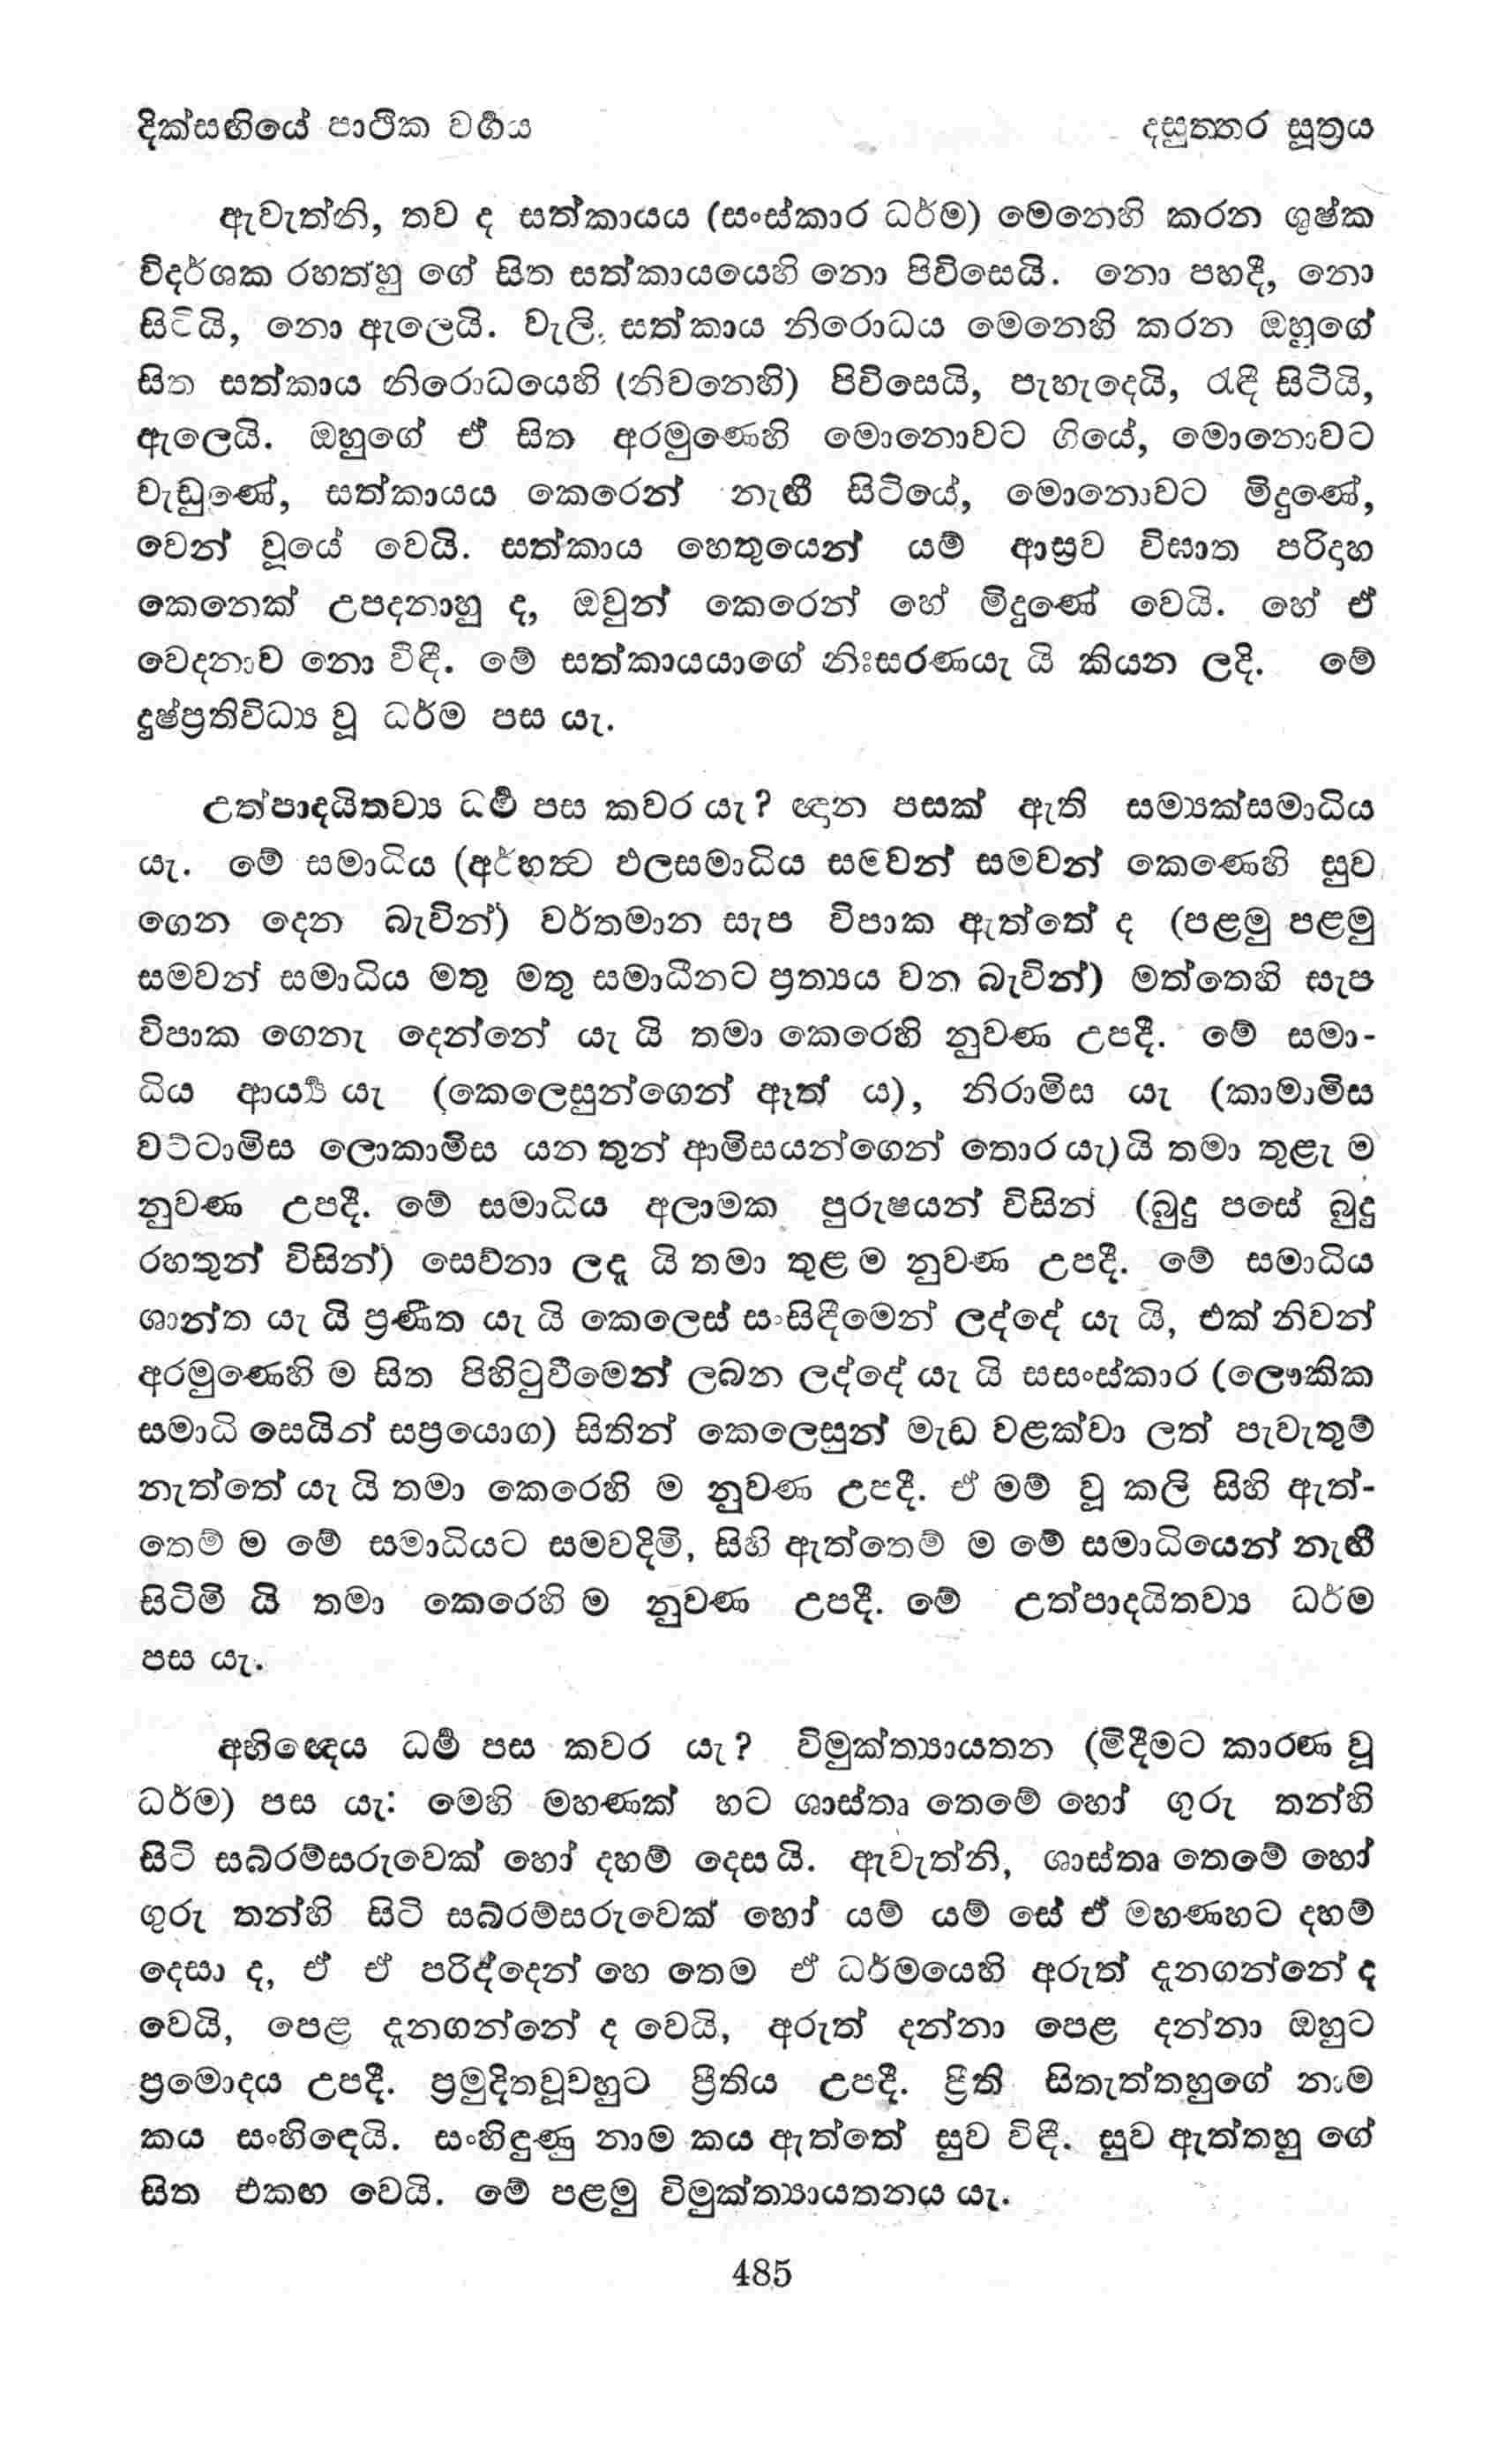 දික්සඟියේ පාථික වර්‍ගය
දසුත්‍තර සූත්‍රය
ඇවැත්නි, තව ද සත්කායය (සංස්කාර ධර්ම) මෙනෙහි කරන ශුෂ්ක
විදර්ශක රහත්හු ගේ සිත සත්කායයෙහි නො පිවිසෙයි. නො පහදී, නො
සිටියි, නො ඇලෙයි. වැලි, සත්කාය නිරොධය මෙනෙහි කරන ඔහුගේ
සිත සත්කාය නිරොධයෙහි (නිවනෙහි) පිවිසෙයි, පැහැදෙයි, රැඳී සිටියි,
ඇලෙයි. ඔහුගේ ඒ සිත අරමුණෙහි මොනොවට ගියේ, මොනොවට
වැඩුණේ, සත්කායය කෙරෙන් නැඟී සිටියේ, මොනොවට මිදුණේ,
වෙන් වූයේ වෙයි. සත්කාය හෙතුයෙන් යම් ආස්‍රව විඝාත පරිදාහ
කෙනෙක් උපදනාහු ද, ඔවුන් කෙරෙන් හේ මිදුණේ වෙයි. හේ ඒ
වෙදනාව නො විඳී. මේ සත්කායයාගේ නිඃසරණයැ යි කියන ලදි. මේ
දුෂ්ප්‍රතිවිධ්‍ය වූ ධර්ම පස යැ.
උත්පාදයිතව්‍ය ධර්‍ම පස කවර යැ? ඥාන පසක් ඇති සම්‍යක්සමාධිය
යැ. මේ සමාධිය (අර්හත්‍ව ඵලසමාධිය සමවන් සමවන් කෙණෙහි සුව
ගෙන දෙන බැවින්) වර්තමාන සැප විපාක ඇත්තේ ද (පළමු පළමු
සමවන් සමාධිය මතු මතු සමාධීනට ප්‍රත්‍යය වන බැවින්) මත්තෙහි සැප
විපාක ගෙනැ දෙන්නේ යැ යි තමා කෙරෙහි නුවණ උපදී. මේ සමා-
ධිය ආර්‍ය්‍ය යැ (කෙලෙසුන්ගෙන් ඈත් ය), නිරාමිස යැ (කාමාමිස
වට්ටාමිස ලොකාමිස යන තුන් ආමිසයන්ගෙන් තොර යැ)යි තමා තුළැ ම
නුවණ උපදී. මේ සමාධිය අලාමක පුරුෂයන් විසින් (බුදු පසේ බුදු
රහතුන් විසින්) සෙව්නා ලදැ යි තමා තුළ ම නුවණ උපදී. මේ සමාධිය
ශාන්ත යැ යි ප්‍රණීත යැ යි කෙලෙස් සංසිඳීමෙන් ලද්දේ යැ යි, එක් නිවන්
අරමුණෙහි ම සිත පිහිටුවීමෙන් ලබන ලද්දේ යැ යි සසංස්කාර (ලෞකික
සමාධි සෙයින් සප්‍රයොග) සිතින් කෙලෙසුන් මැඩ වළක්වා ලත් පැවැතුම්
නැත්තේ යැ යි තමා කෙරෙහි ම නුවණ උපදී. ඒ මම් වූ කලි සිහි ඇත්-
තෙම් ම මේ සමාධියට සමවදිමි, සිහි ඇත්තෙම් ම මේ සමාධියෙන් නැඟී
සිටිමි යි තමා කෙරෙහි ම නුවණ උපදී. මේ උත්පාදයිතව්‍ය ධර්ම
පස යැ.
අභිඥෙය ධර්‍ම පස කවර යැ? විමුක්ත්‍යායතන (මිදීමට කාරණ වූ
ධර්ම) පස යැ: මෙහි මහණක් හට ශාස්තෘ තෙමේ හෝ ගුරු තන්හි
සිටි සබ්රම්සරුවෙක් හෝ දහම් දෙසයි. ඇවැත්නි, ශාස්තෘ තෙමේ හෝ
ගුරු තන්හි සිටි සබ්රම්සරුවෙක් හෝ යම් යම් සේ ඒ මහණහට දහම්
දෙසා ද, ඒ ඒ පරිද්දෙන් හෙ තෙම ඒ ධර්මයෙහි අරුත් දැනගන්නේ ද
වෙයි, පෙළ දැනගන්නේ ද වෙයි, අරුත් දන්නා පෙළ දන්නා ඔහුට
ප්‍රමොදය උපදී. ප්‍රමුදිතවූවහුට ප්‍රීතිය උපදී. ප්‍රීති සිතැත්තහුගේ නාම
කය සංහිඳෙයි. සංහිඳුණු නාම කය ඇත්තේ සුව විඳී. සුව ඇත්තහු ගේ
සිත එකඟ වෙයි. මේ පළමු විමුක්ත්‍යායතනය යැ.
485